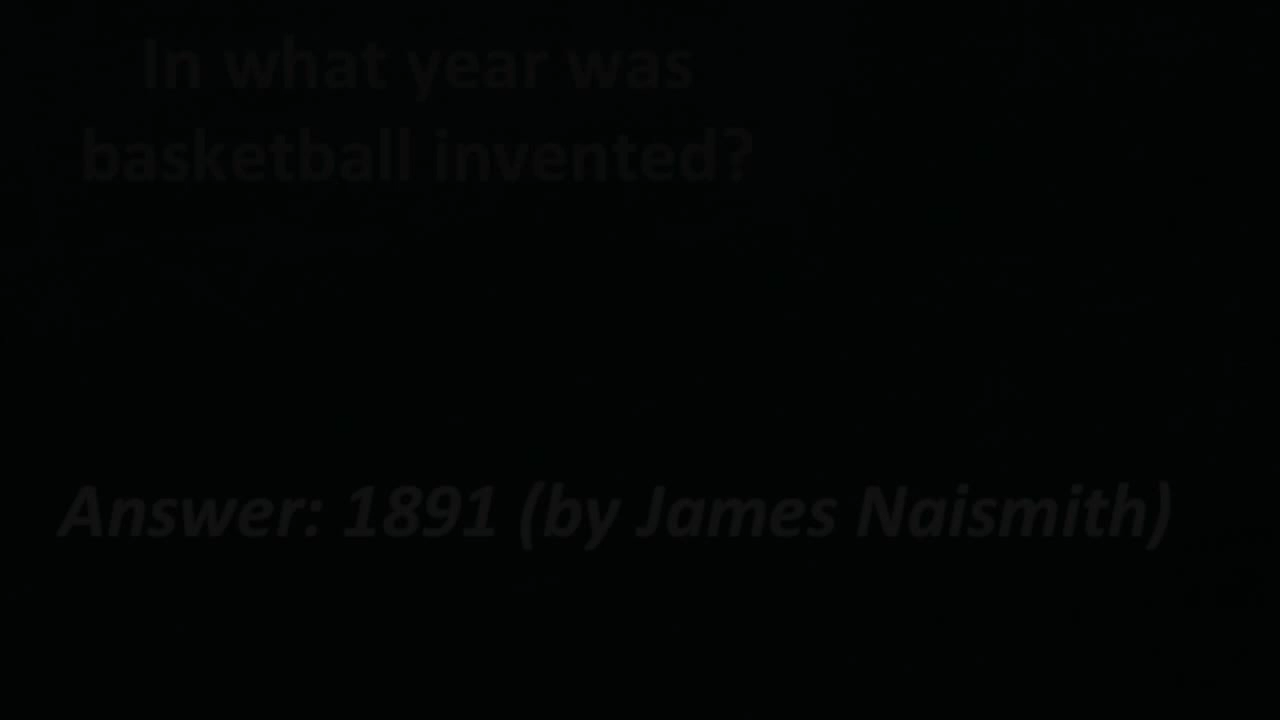 In what year was
basketball invented?
Answer: 1891 (by James Naismith)